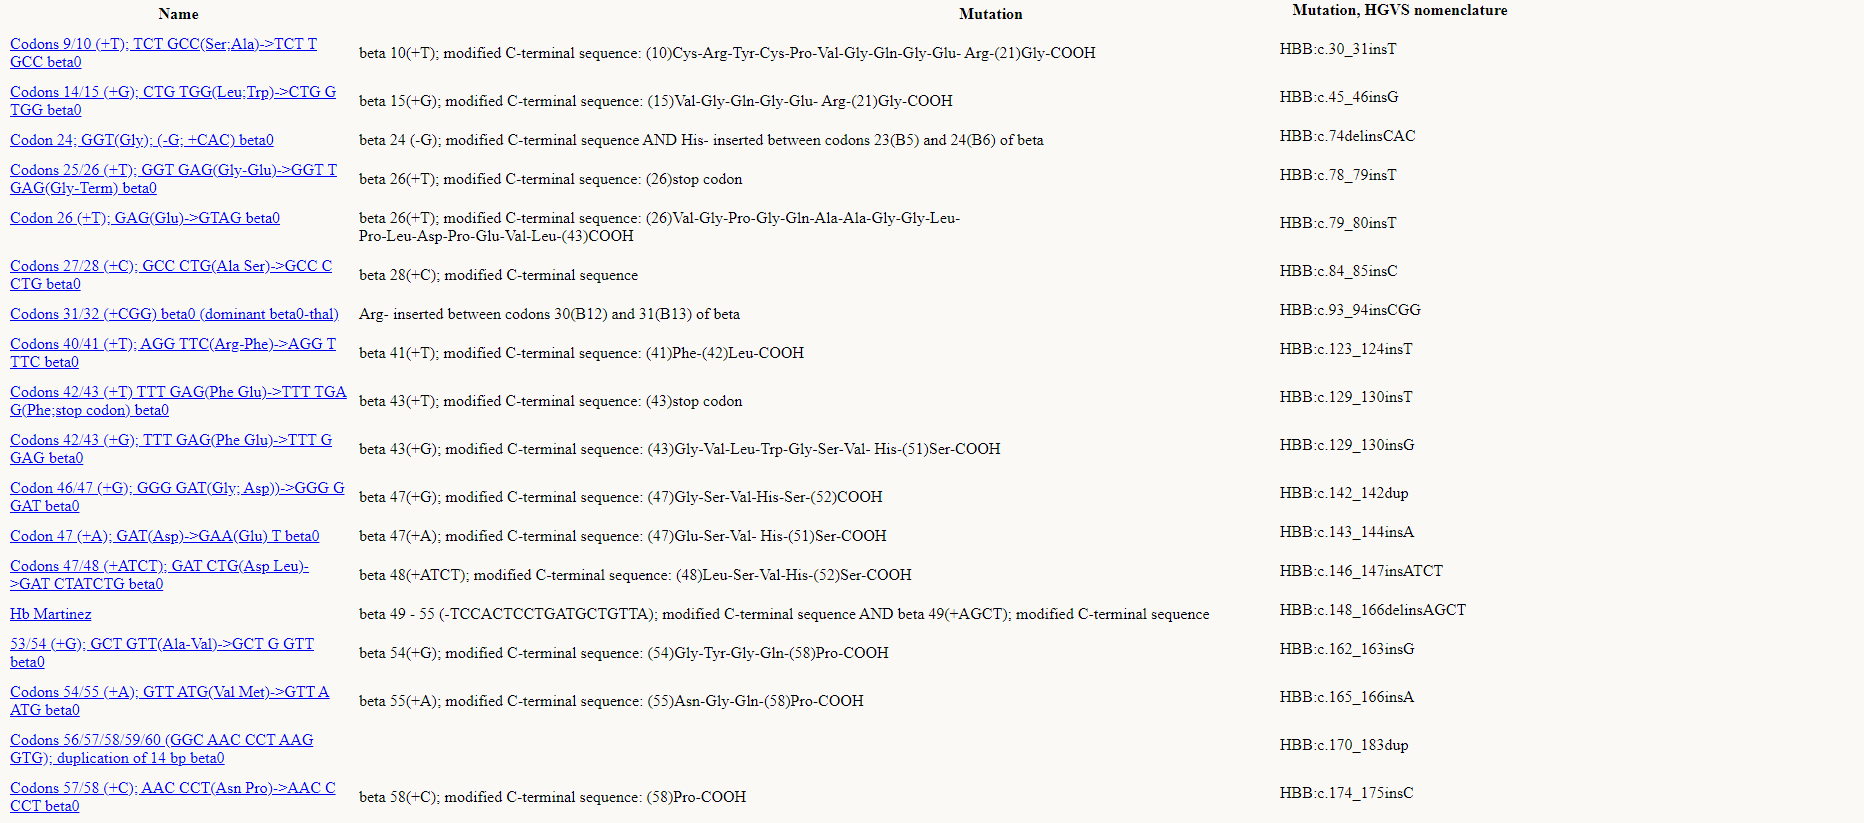 Name Mutation Mutation, HGVS nomenclature
Codons 9/10 (+T); TCT GCC(Ser;Ala)->TCT T
GCC beta0
beta 10(+T); modified C-terminal sequence: (10)Cys-Arg-Tyr-Cys-Pro-Val-Gly-Gln-Gly-Glu- Arg-(21)Gly-COOH
HBB:c.30_31insT
Codons 14/15 (+G); CTG TGG(Leu;Trp)->CTG G
TGG beta0
beta 15(+G); modified C-terminal sequence: (15)Val-Gly-Gln-Gly-Glu- Arg-(21)Gly-COOH
HBB:c.45_46insG
Codon 24; GGT(Gly); (-G; +CAC) beta0
beta 24 (-G); modified C-terminal sequence AND His- inserted between codons 23(B5) and 24(B6) of beta
HBB:c.74delinsCAC
Codons 25/26 (+T); GGT GAG(Gly-Glu)->GGT T
GAG(Gly-Term) beta0
beta 26(+T); modified C-terminal sequence: (26)stop codon
HBB:c.78_79insT
Codon 26 (+T); GAG(Glu)->GTAG beta0
beta 26(+T); modified C-terminal sequence: (26)Val-Gly-Pro-Gly-Gln-Ala-Ala-Gly-Gly-Leu-
Pro-Leu-Asp-Pro-Glu-Val-Leu-(43)COOH
HBB:c.79_80insT
Codons 27/28 (+C); GCC CTG(Ala Ser)->GCC C
CTG beta0
beta 28(+C); modified C-terminal sequence
HBB:c.84_85insC
Codons 31/32 (+CGG) beta0 (dominant beta0-thal)
Arg- inserted between codons 30(B12) and 31(B13) of beta
HBB:c.93_94insCGG
Codons 40/41 (+T); AGG TTC(Arg-Phe)->AGG T
TTC beta0
beta 41(+T); modified C-terminal sequence: (41)Phe-(42)Leu-COOH
HBB:c.123_124insT
Codons 42/43 (+T) TTT GAG(Phe Glu)->TTT TGA
G(Phe;stop codon) beta0
beta 43(+T); modified C-terminal sequence: (43)stop codon
HBB:c.129_130insT
Codons 42/43 (+G); TTT GAG(Phe Glu)->TTT G
GAG beta0
beta 43(+G); modified C-terminal sequence: (43)Gly-Val-Leu-Trp-Gly-Ser-Val- His-(51)Ser-COOH
HBB:c.129_130insG
Codon 46/47 (+G); GGG GAT(Gly; Asp))->GGG G
GAT beta0
beta 47(+G); modified C-terminal sequence: (47)Gly-Ser-Val-His-Ser-(52)COOH
HBB:c.142_142dup
Codon 47 (+A); GAT(Asp)->GAA(Glu) T beta0
beta 47(+A); modified C-terminal sequence: (47)Glu-Ser-Val- His-(51)Ser-COOH
HBB:c.143_144insA
Codons 47/48 (+ATCT); GAT CTG(Asp Leu)-
>GAT CTATCTG beta0
beta 48(+ATCT); modified C-terminal sequence: (48)Leu-Ser-Val-His-(52)Ser-COOH
HBB:c.146_147insATCT
Hb Martinez
beta 49 - 55 (-TCCACTCCTGATGCTGTTA); modified C-terminal sequence AND beta 49(+AGCT); modified C-terminal sequence
HBB:c.148_166delinsAGCT
53/54 (+G); GCT GTT(Ala-Val)->GCT G GTT
beta0
beta 54(+G); modified C-terminal sequence: (54)Gly-Tyr-Gly-Gln-(58)Pro-COOH
HBB:c.162_163insG
Codons 54/55 (+A); GTT ATG(Val Met)->GTT A
ATG beta0
beta 55(+A); modified C-terminal sequence: (55)Asn-Gly-Gln-(58)Pro-COOH
HBB:c.165_166insA
Codons 56/57/58/59/60 (GGC AAC CCT AAG
GTG); duplication of 14 bp beta0
HBB:c.170_183dup
Codons 57/58 (+C); AAC CCT(Asn Pro)->AAC C
CCT beta0
beta 58(+C); modified C-terminal sequence: (58)Pro-COOH
HBB:c.174_175insC